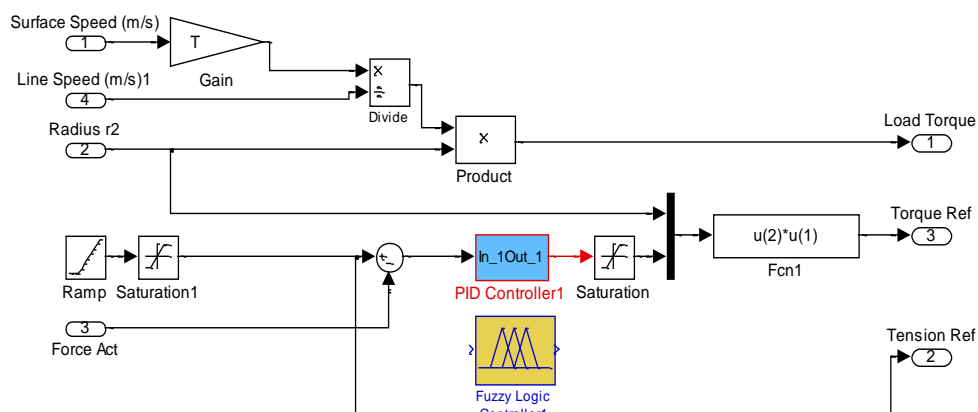 Surface Speed (m/s)
1
T
Gain
Line Speed (m/s)1
4
x
÷
Divide
Radius r2
2
x
Product
Load Torque
1
u(2)*u(1)
Fcn1
Torque Ref
3
Ramp
Saturation1
+
-
In_1Out_1
PID Controller1
Saturation
3
Force Act
Fuzzy Logic
Controller1
Tension Ref
2